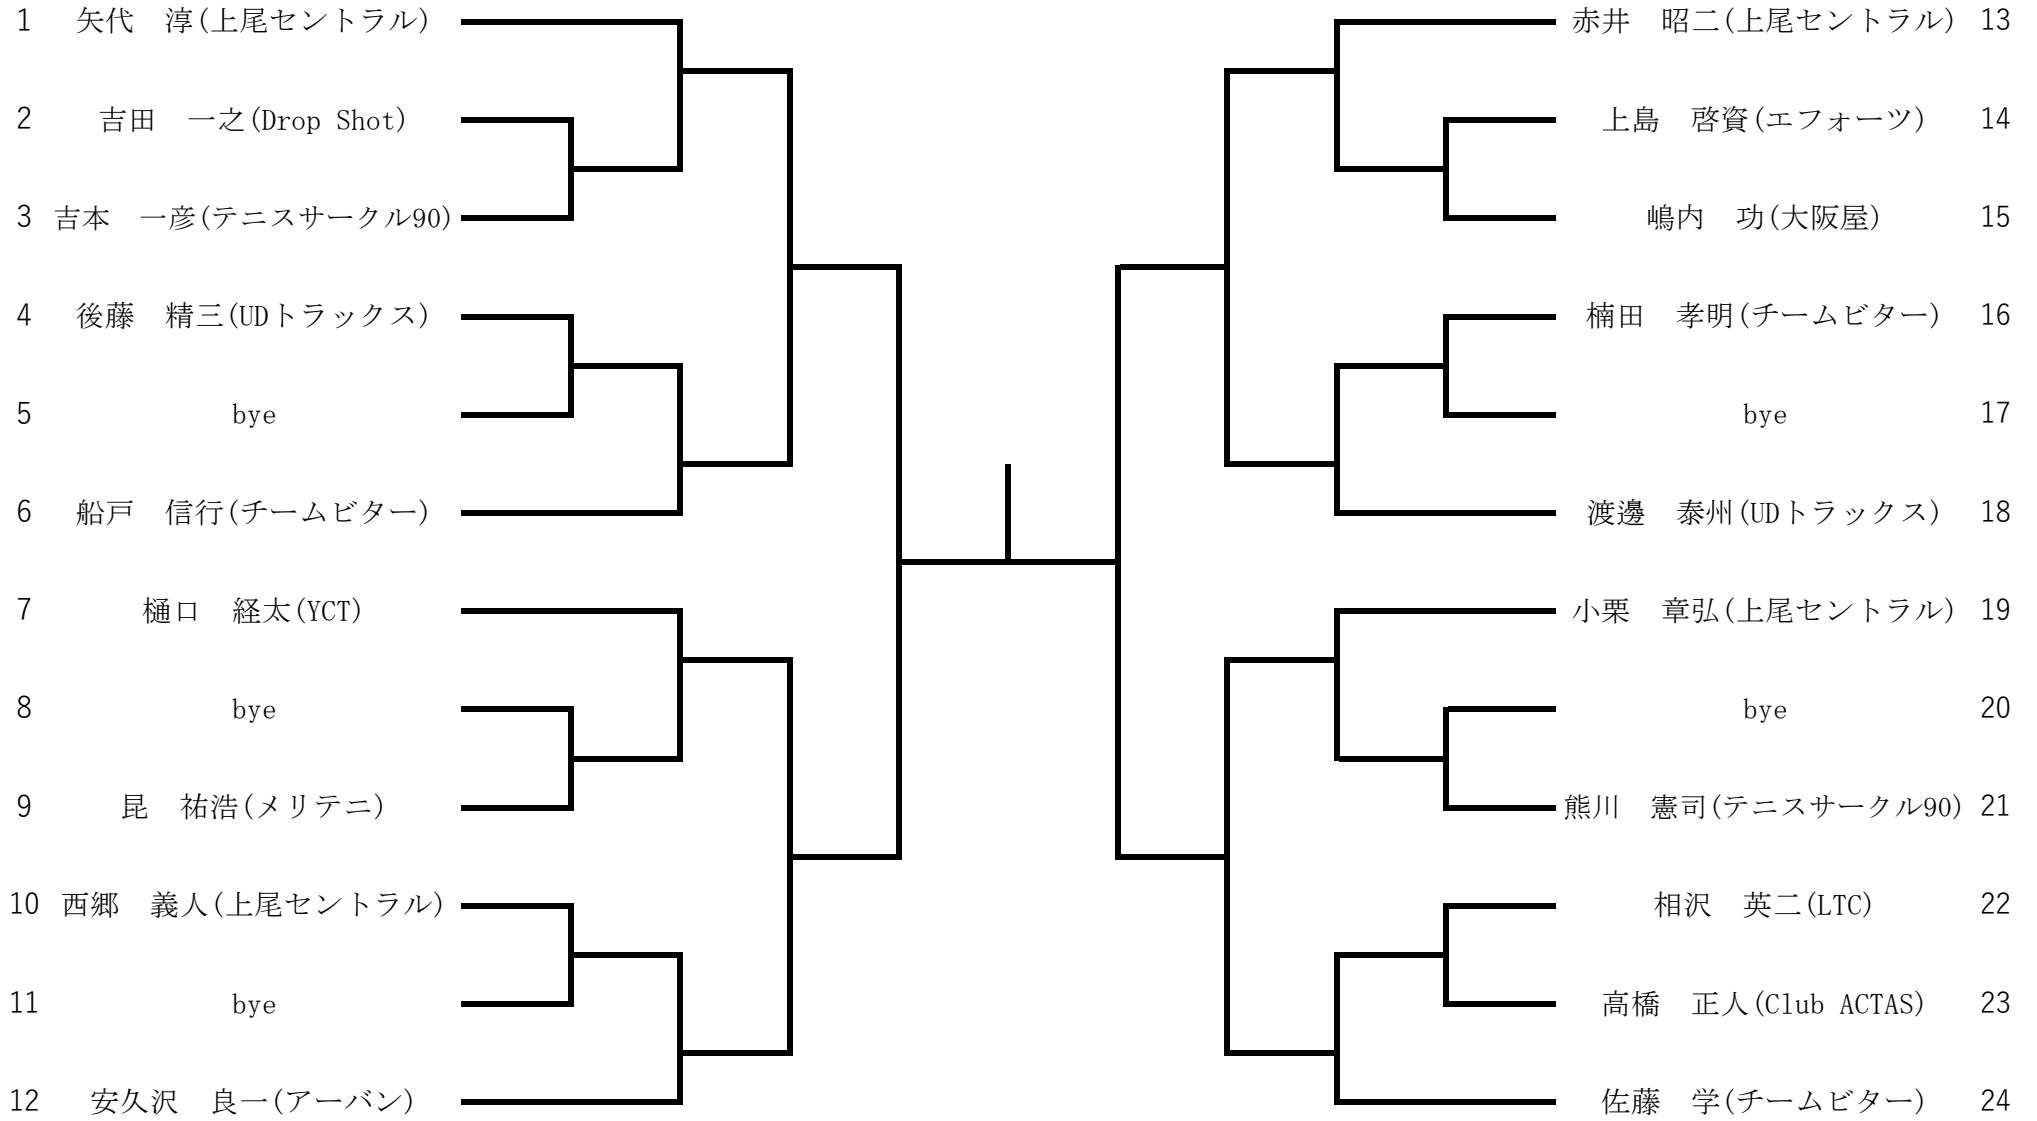 1 矢代　淳(上尾セントラル)
2 吉田　一之(Drop Shot)
3 吉本　一彦(テニスサークル90)
4 後藤　精三(UDトラックス)
5 bye
6 船戸　信行(チームビター)
7 樋口　経太(YCT)
8 bye
9 昆　祐浩(メリテニ)
10 西郷　義人(上尾セントラル)
11 bye
12 安久沢　良一(アーバン)
赤井　昭二(上尾セントラル) 13
上島　啓資(エフォーツ) 14
嶋内　功(大阪屋) 15
楠田　孝明(チームビター) 16
bye 17
渡邊　泰州(UDトラックス) 18
小栗　章弘(上尾セントラル) 19
bye 20
熊川　憲司(テニスサークル90) 21
相沢　英二(LTC) 22
高橋　正人(Club ACTAS) 23
佐藤　学(チームビター) 24